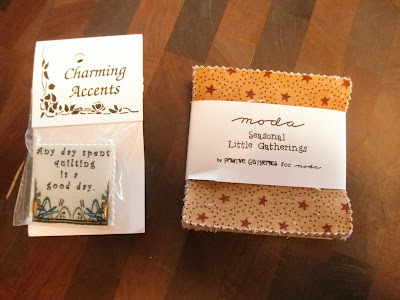 Charming
Accents
Any day spent
quilting
is a
good day.
moda
Seasonal
Little Gatherings
by Primitive Gatherings for moda